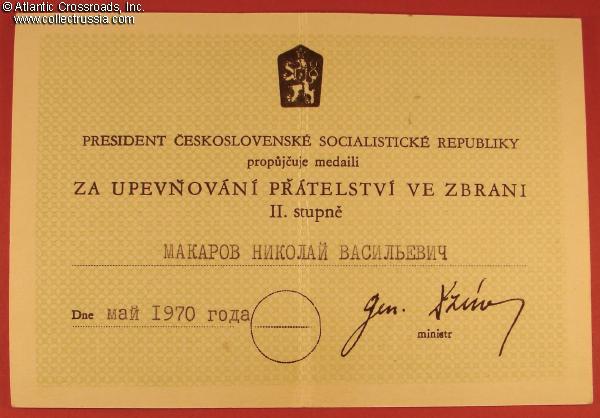 © Atlantic Crossroads, Inc.
www.collectrussia.com
PRESIDENT ČESKOSLOVENSKÉ SOCIALISTICKÉ REPUBLIKY
propůjčuje medaili
ZA UPEVŇOVÁNÍ PŘÁTELSTVÍ VE ZBRANI
II. stupně
МАКАРОВ НИКОЛАЙ ВАСИЛЬЕВИЧ
Dne май 1970 года
gen.
ministr